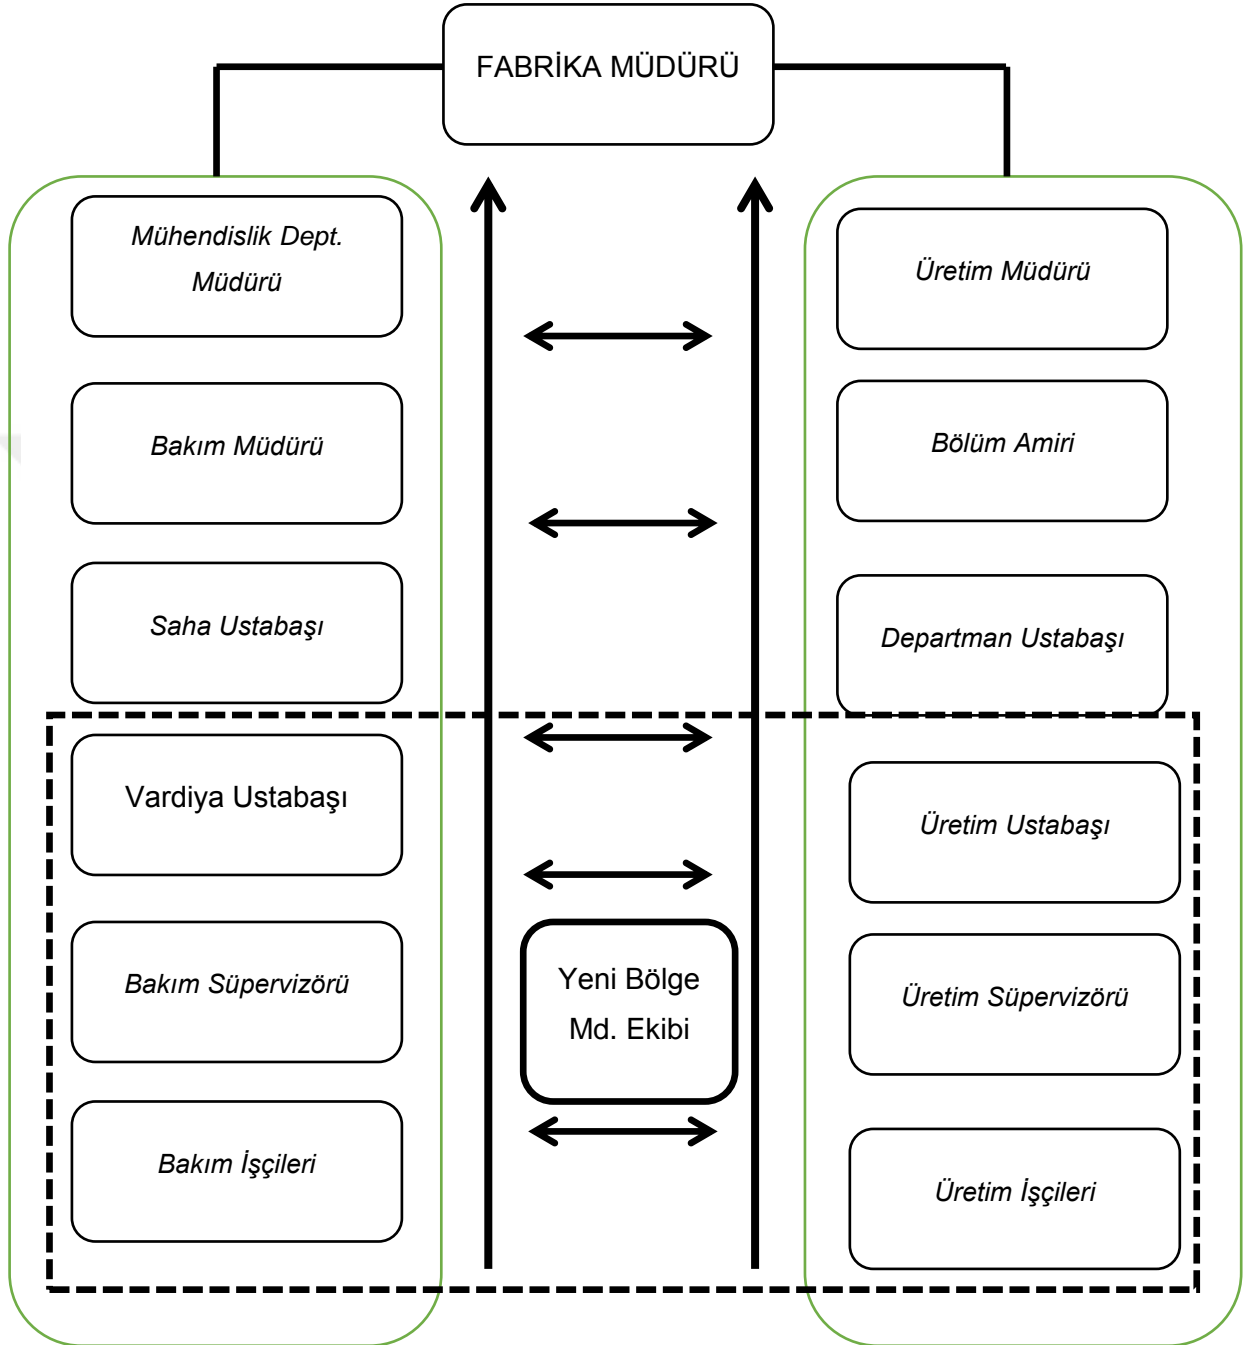 FABRİKA MÜDÜRÜ
Mühendislik Dept.
Müdürü
Üretim Müdürü
Bakım Müdürü
Bölüm Amiri
Saha Ustabaşı
Departman Ustabaşı
Vardiya Ustabaşı
Üretim Ustabaşı
Bakım Süpervizörü
Yeni Bölge
Md. Ekibi
Üretim Süpervizörü
Bakım İşçileri
Üretim İşçileri